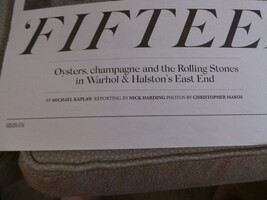 'FIFTEE
Oysters, champagne and the Rolling Stones
in Warhol & Halston's East End
BY MICHAEL KAPLAN REPORTING BY NICK HARDING PHOTOS BY CHRISTOPHER MAKOS